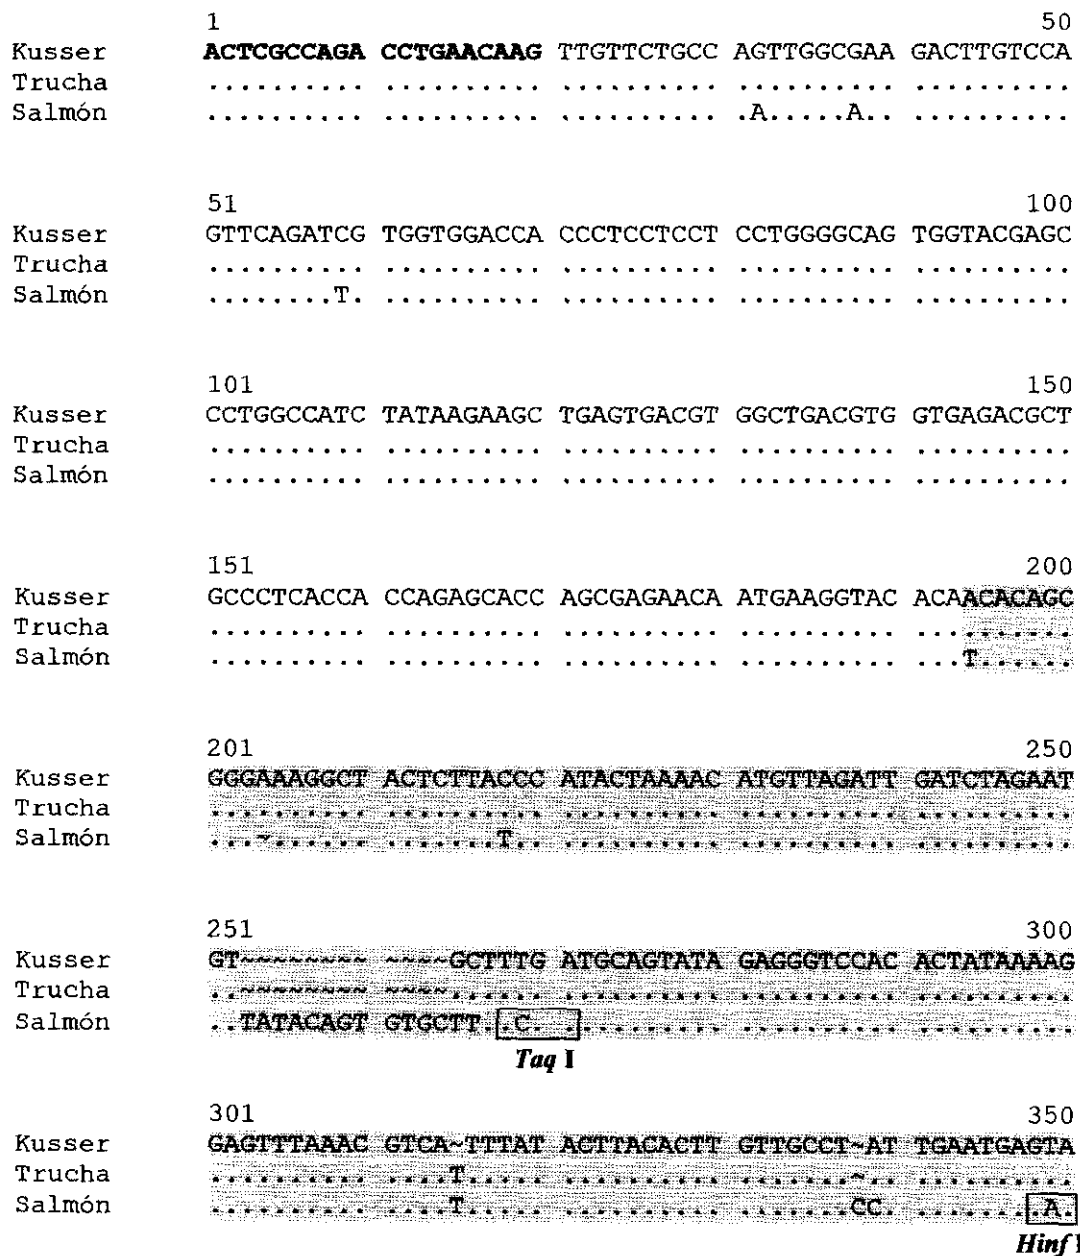 1 50
Kusser ACTCGCCAGA CCTGAACAAG TTGTTCTGCC AGTTGGCGAA GACTTGTCCA
Trucha .......... .......... .......... .......... ..........
Salmón .......... .......... .......... .A.....A.. ..........
51 100
Kusser GTTCAGATCG TGGTGGACCA CCCTCCTCCT CCTGGGGCAG TGGTACGAGC
Trucha .......... .......... .......... .......... ..........
Salmón ........T. .......... .......... .......... ..........
101 150
Kusser CCTGGCCATC TATAAGAAGC TGAGTGACGT GGCTGACGTG GTGAGACGCT
Trucha .......... .......... .......... .......... ..........
Salmón .......... .......... .......... .......... ..........
151 200
Kusser GCCCTCACCA CCAGAGCACC AGCGAGAACA ATGAAGGTAC ACAACACAGC
Trucha .......... .......... .......... .......... ..........
Salmón .......... .......... .......... .......... ...T......
201 250
Kusser GGGAAAGGCT ACTCTTACCC ATACTAAAAC ATGTTAGATT GATCTAGAAT
Trucha .......... .......... .......... .......... ..........
Salmón ...~...... .......T.. .......... .......... ..........
251 300
Kusser GT~~~~~~~~ ~~~~GCTTTG ATGCAGTATA GAGGGTCCAC ACTATAAAAG
Trucha ..~~~~~~~~ ~~~~...... .......... .......... ..........
Salmón ..TATACAGT GTGCTT.C.. .......... .......... ..........
Taq I
301 350
Kusser GAGTTTAAAC GTCA~TTTAT ACTTACACTT GTTGCCT~AT TGAATGAGTA
Trucha .......... ....T..... .......... .......~.. ..........
Salmón .......... ....T..... .......... .......CC. ........A.
Hinf I